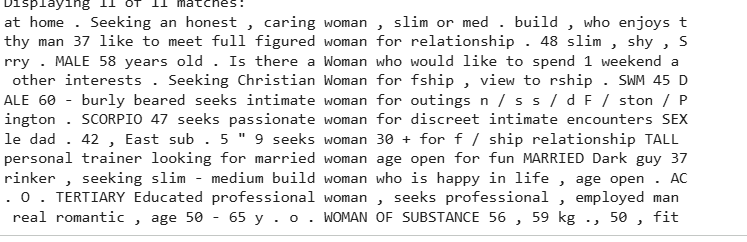 Displaying 11 of 11 matches:
at home . Seeking an honest , caring woman , slim or med . build , who enjoys t
thy man 37 like to meet full figured Woman for relationship . 48 slim , shy , S
rry . MALE 58 years old . Is there a Woman who would like to spend 1 weekend a
other interests . Seeking Christian Woman for fship , view to rship . SWM 45 D
ALE 60 - burly bearded seeks intimate woman for outings n / s s / d F / ston / P
ington . SCORPIO 47 seeks passionate woman for discreet intimate encounters SEX
le dad . 42 , East sub . 5 " 9 seeks woman 30 + for f / ship relationship TALL
personal trainer looking for married woman age open for fun MARRIED Dark guy 37
rinker , seeking slim - medium build woman who is happy in life , age open . AC
. O . TERTIARY Educated professional woman , seeks professional , employed man
real romantic , age 50 - 65 y . o . WOMAN OF SUBSTANCE 56 , 59 kg ., 50 , fit